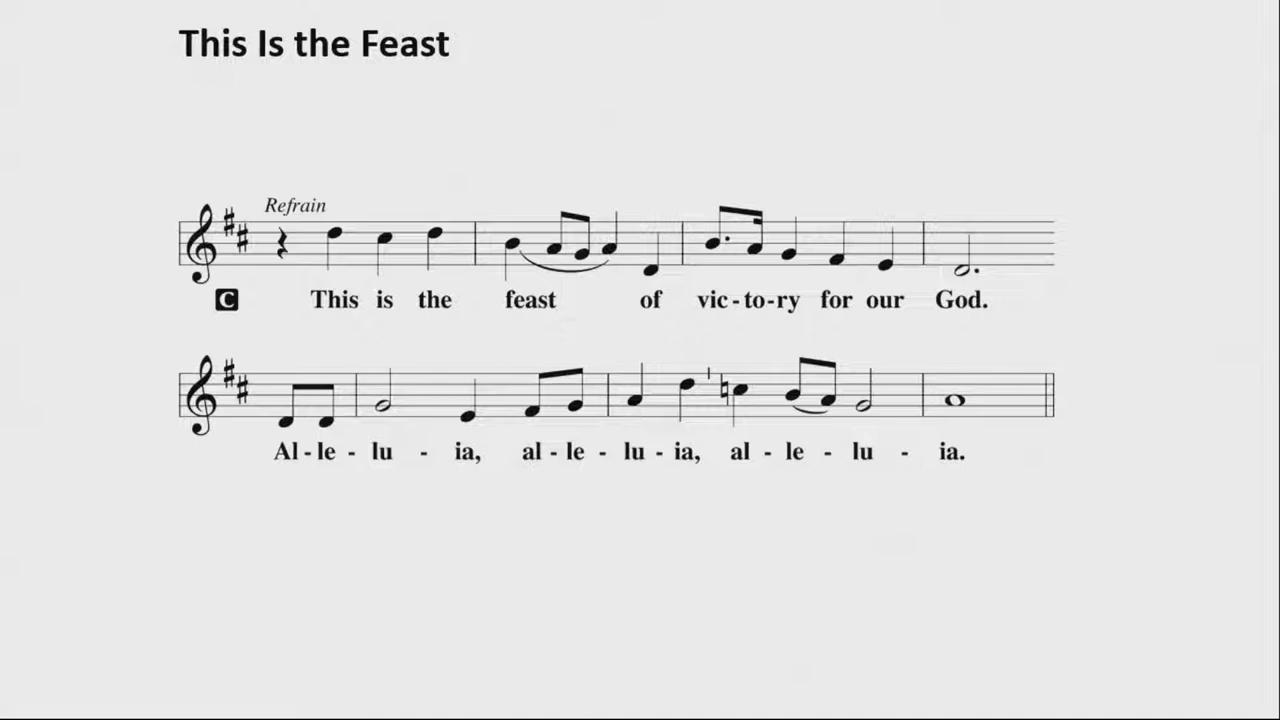 This Is the Feast
Refrain
C This is the feast of vic - to - ry for our God.
Al - le - lu - ia, al - le - lu - ia, al - le - lu - ia.